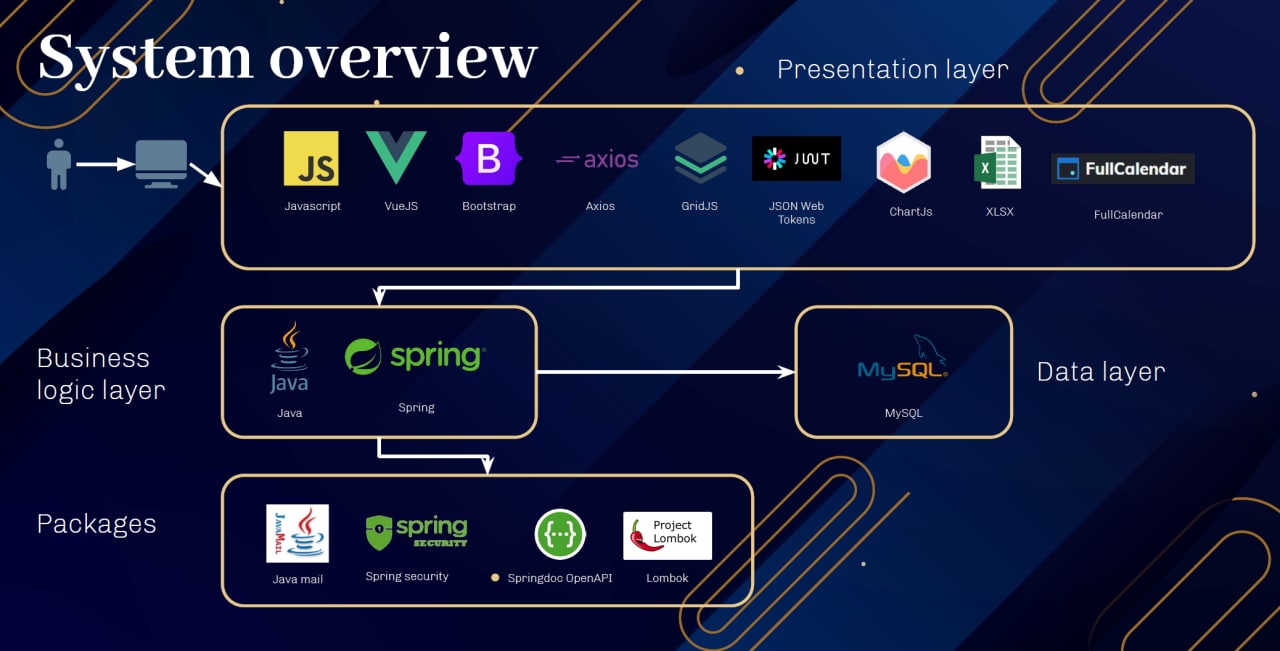 System overview
Presentation layer
JS
B
axios
JWT
X
FullCalendar
Javascript
VueJS
Bootstrap
Axios
GridJS
JSON Web
Tokens
ChartJs
XLSX
FullCalendar
Business
logic layer
Java
spring
Java
Spring
MySQL
MySQL
Data layer
Packages
JAVAMAIL
spring
SECURITY
{...}
Project
Lombok
Java mail
Spring security
Springdoc OpenAPI
Lombok